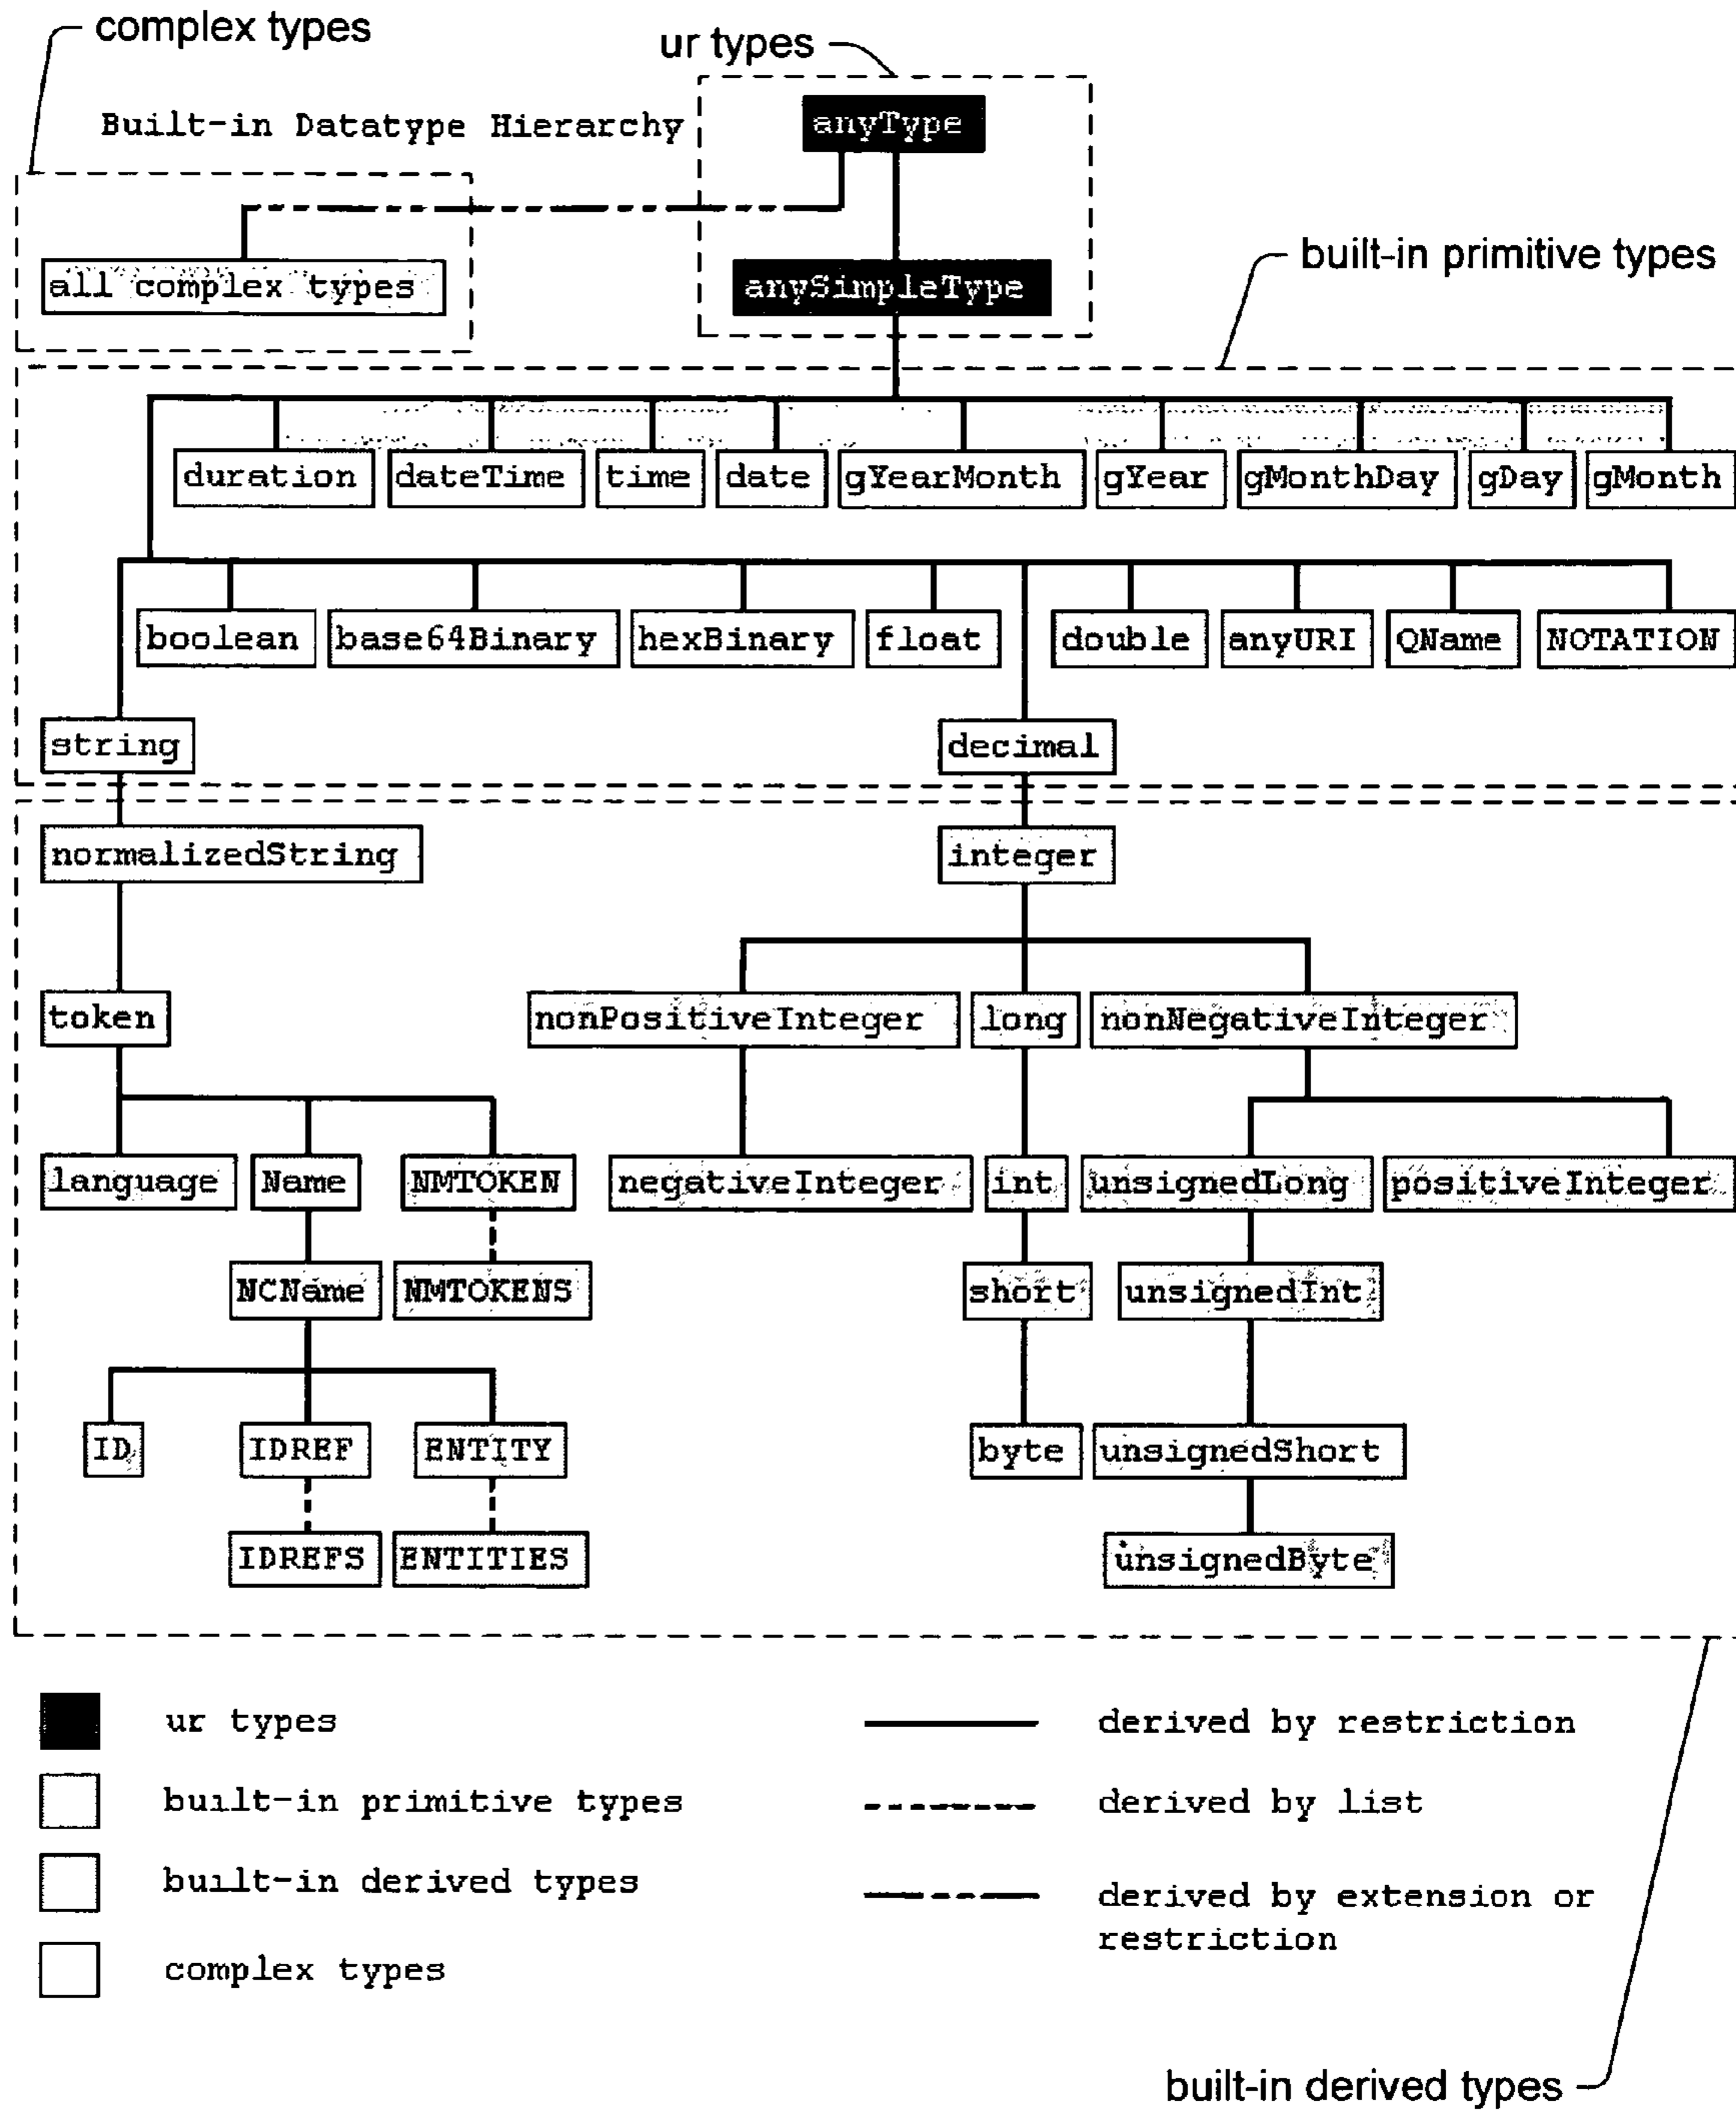 complex types
ur types
Built-in Datatype Hierarchy
anyType
all complex types
anySimpleType
built-in primitive types
duration
dateTime
time
date
gYearMonth
gYear
gMonthDay
gDay
gMonth
boolean
base64Binary
hexBinary
float
double
anyURI
QName
NOTATION
string
decimal
normalizedString
integer
token
nonPositiveInteger
long
nonNegativeInteger
language
Name
NMTOKEN
negativeInteger
int
unsignedLong
positiveInteger
NCName
NMTOKENS
short
unsignedInt
ID
IDREF
ENTITY
byte
unsignedShort
IDREFS
ENTITIES
unsignedByte
ur types
built-in primitive types
built-in derived types
complex types
derived by restriction
derived by list
derived by extension or
restriction
built-in derived types